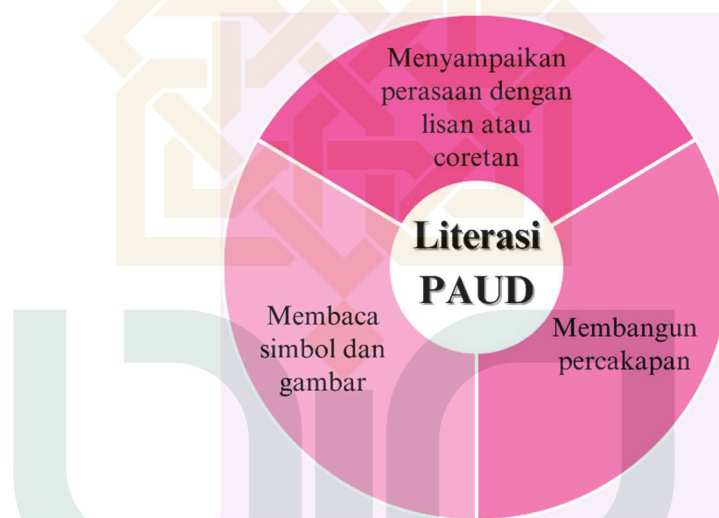 Menyampaikan
perasaan dengan
lisan atau
coretan
Literasi
PAUD
Membaca
simbol dan
gambar
Membangun
percakapan